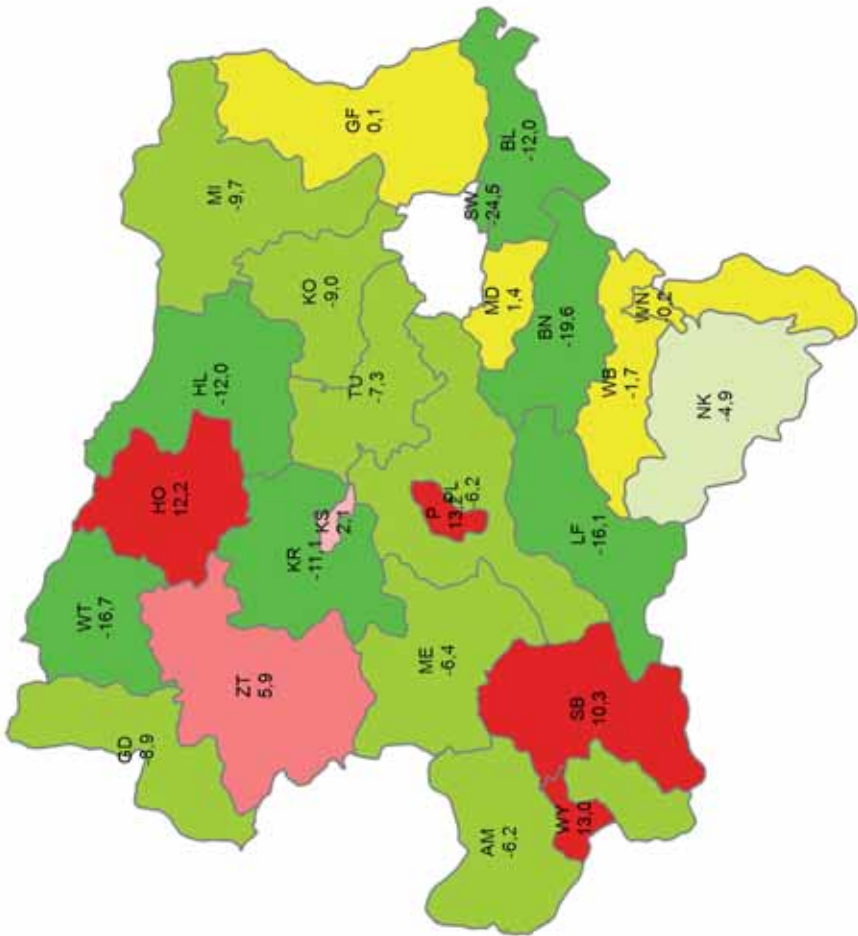 WT
-16,7
GD
-8,9
HO
12,2
HL
-12,0
MI
-9,7
ZT
5,9
KR
-11,1
KO
-9,0
KS
2,1
GF
0,1
TU
-7,3
ME
-6,4
P
13,2
PL
-6,2
SW
-24,5
AM
-6,2
MD
1,4
BL
-12,0
BN
-19,6
WY
13,0
SB
10,3
LF
-16,1
WB
-1,7
WN
-0,2
NK
-4,9